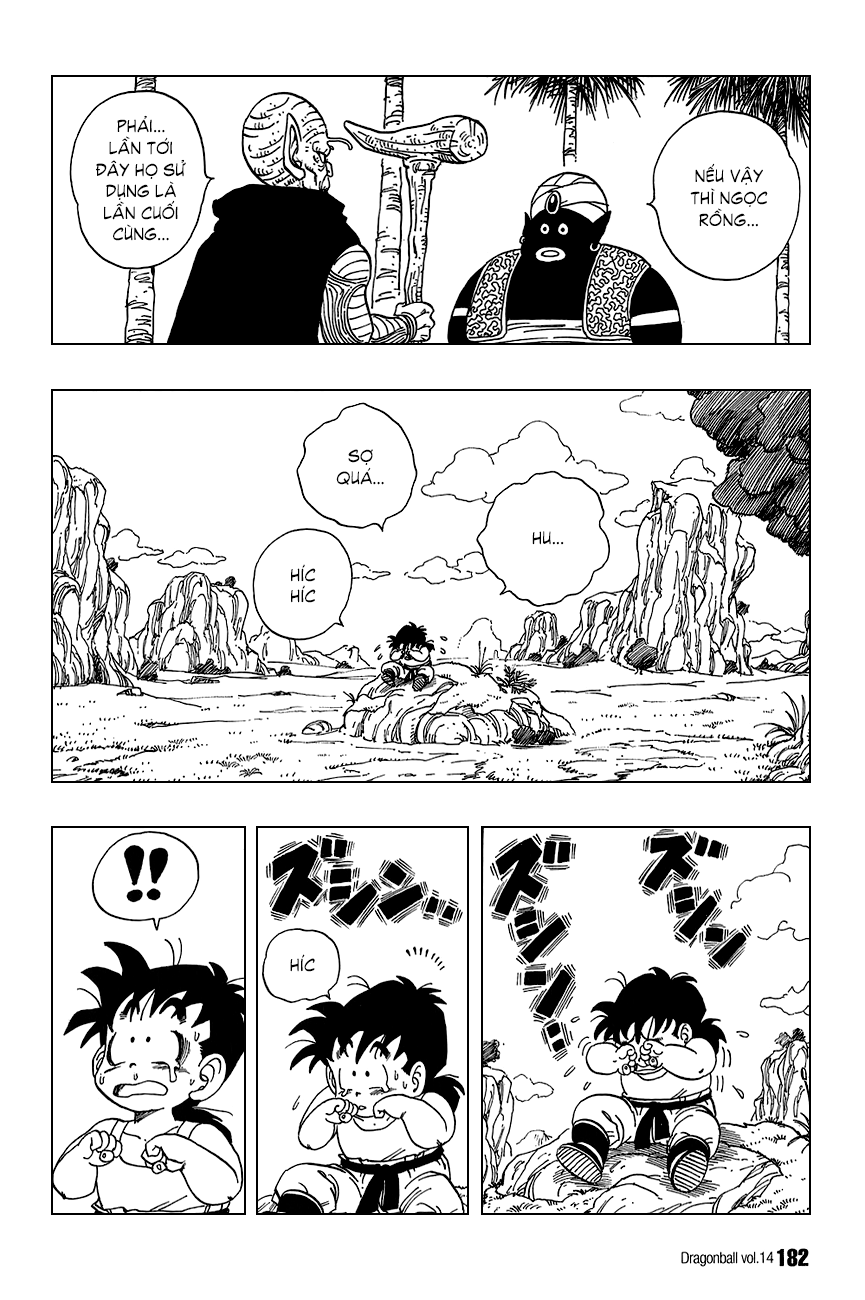 NẾU VẬY
THÌ NGỌC
RỒNG...
PHẢI...
LẦN TỚI
ĐÂY HỌ SỬ
DỤNG LÀ
LẦN CUỐI
CÙNG...
HU...
SỢ
QUÁ...
HÍC
HÍC
ズシン!
ズシン
ズシン..
HÍC
!!
Dragonball vol.14 182